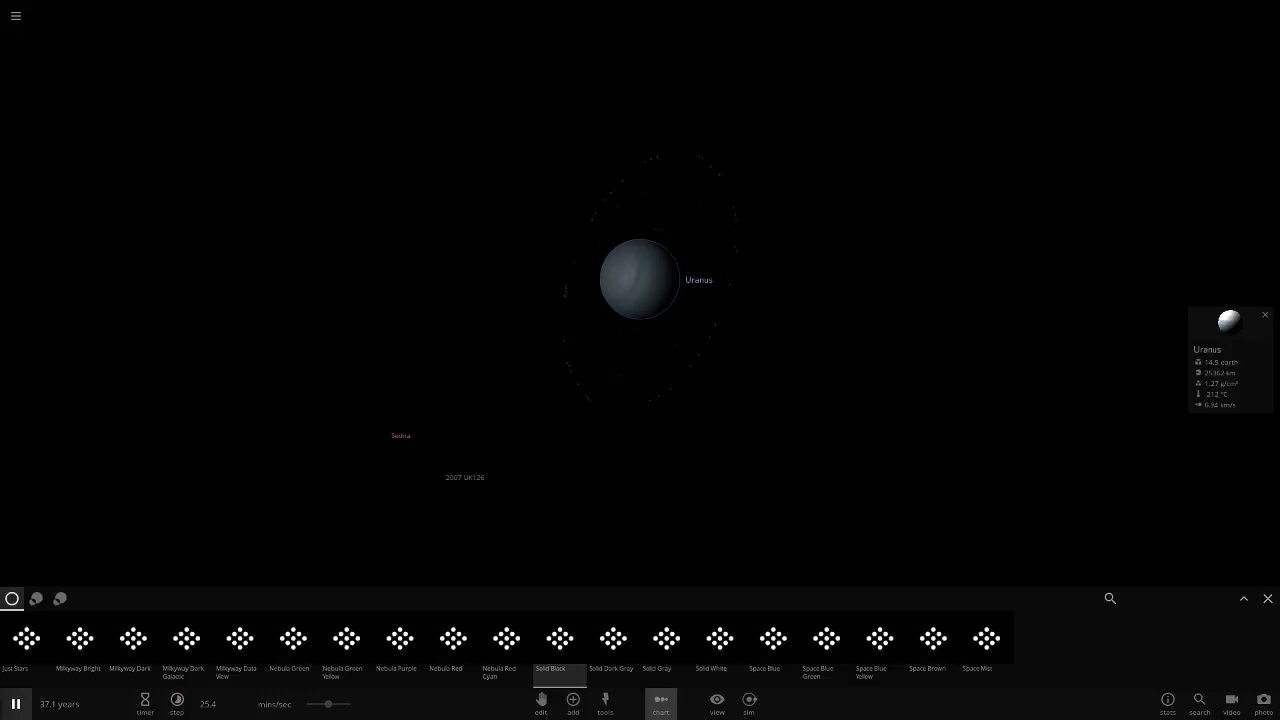 Uranus
Uranus
14.5 earth
25362 km
1.27 g/cm³
-212 °C
6.94 km/s
Sedna
2007 UK126
Just Stars
Milkyway Bright
Milkyway Dark
Milkyway Dark Galactic
Milkyway Data View
Nebula Green
Nebula Green Yellow
Nebula Purple
Nebula Red
Nebula Red Cyan
Solid Black
Solid Dark Gray
Solid Gray
Solid White
Space Blue
Space Blue Green
Space Blue Yellow
Space Brown
Space Mist
37.1 years
timer
step
25.4
mins/sec
edit
add
tools
chart
view
sim
stats
search
video
photo